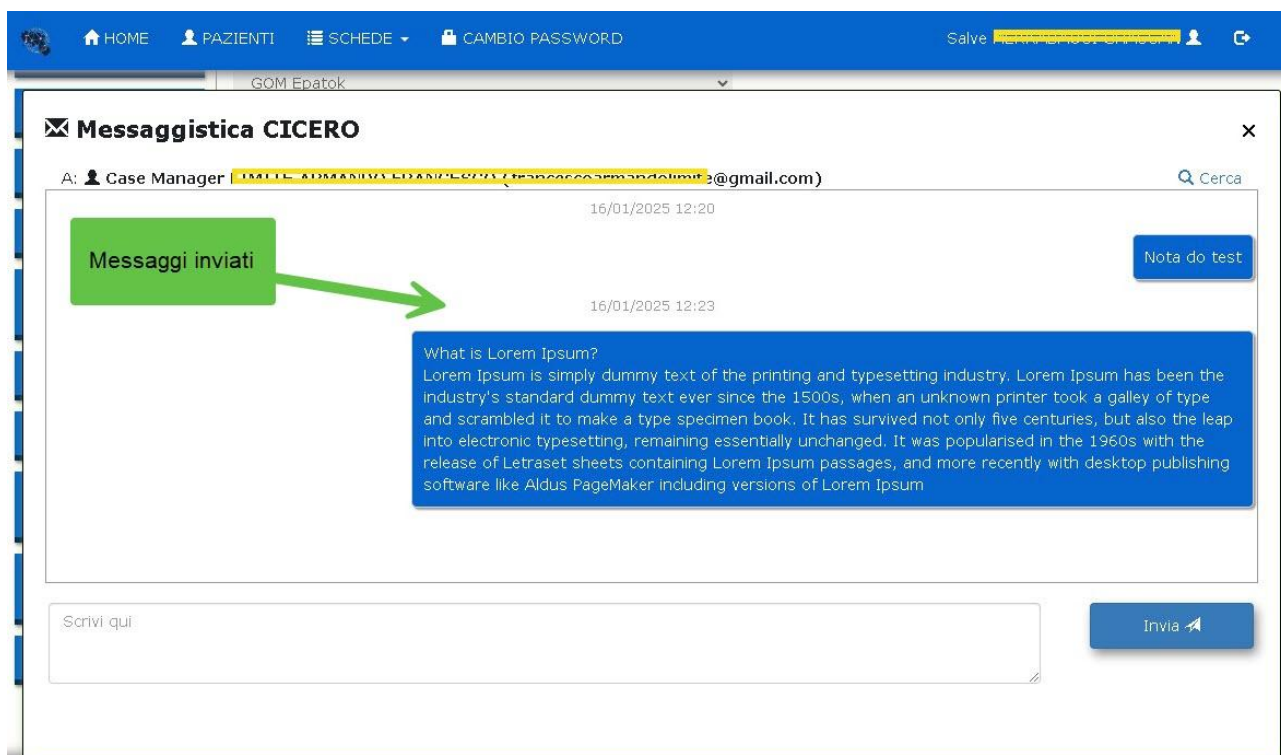 HOME PAZIENTI SCHEDE CAMBIO PASSWORD Salve
GOM Epatok
Messaggistica CICERO
A: Case Manager @gmail.com) Cerca
16/01/2025 12:20
Messaggi inviati
Nota do test
16/01/2025 12:23
What is Lorem Ipsum?
Lorem Ipsum is simply dummy text of the printing and typesetting industry. Lorem Ipsum has been the
industry's standard dummy text ever since the 1500s, when an unknown printer took a galley of type
and scrambled it to make a type specimen book. It has survived not only five centuries, but also the leap
into electronic typesetting, remaining essentially unchanged. It was popularised in the 1960s with the
release of Letraset sheets containing Lorem Ipsum passages, and more recently with desktop publishing
software like Aldus PageMaker including versions of Lorem Ipsum
Scrivi qui
Invia